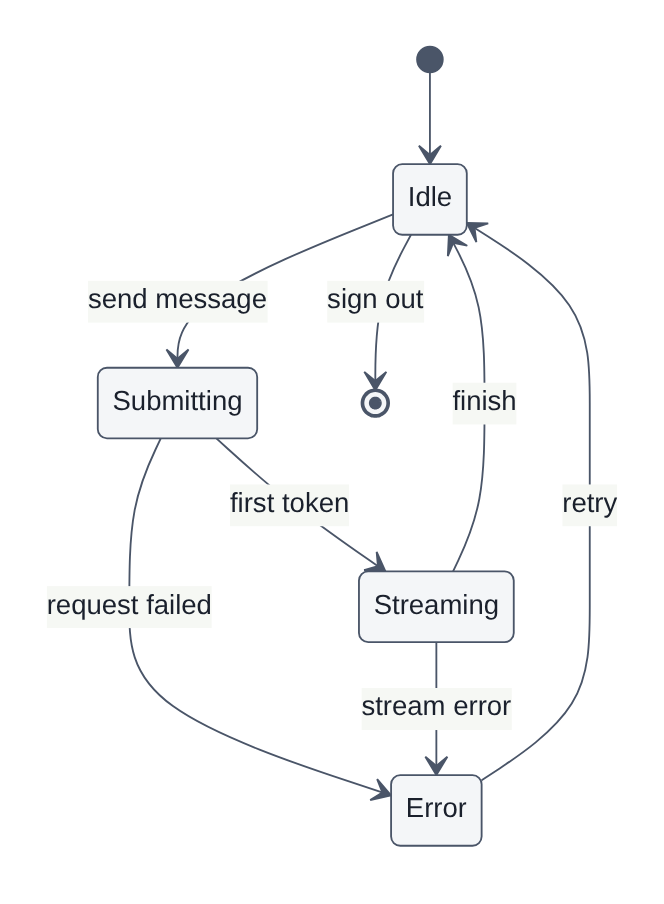 Idle
send message
sign out
Submitting
finish
first token
retry
Streaming
request failed
stream error
Error